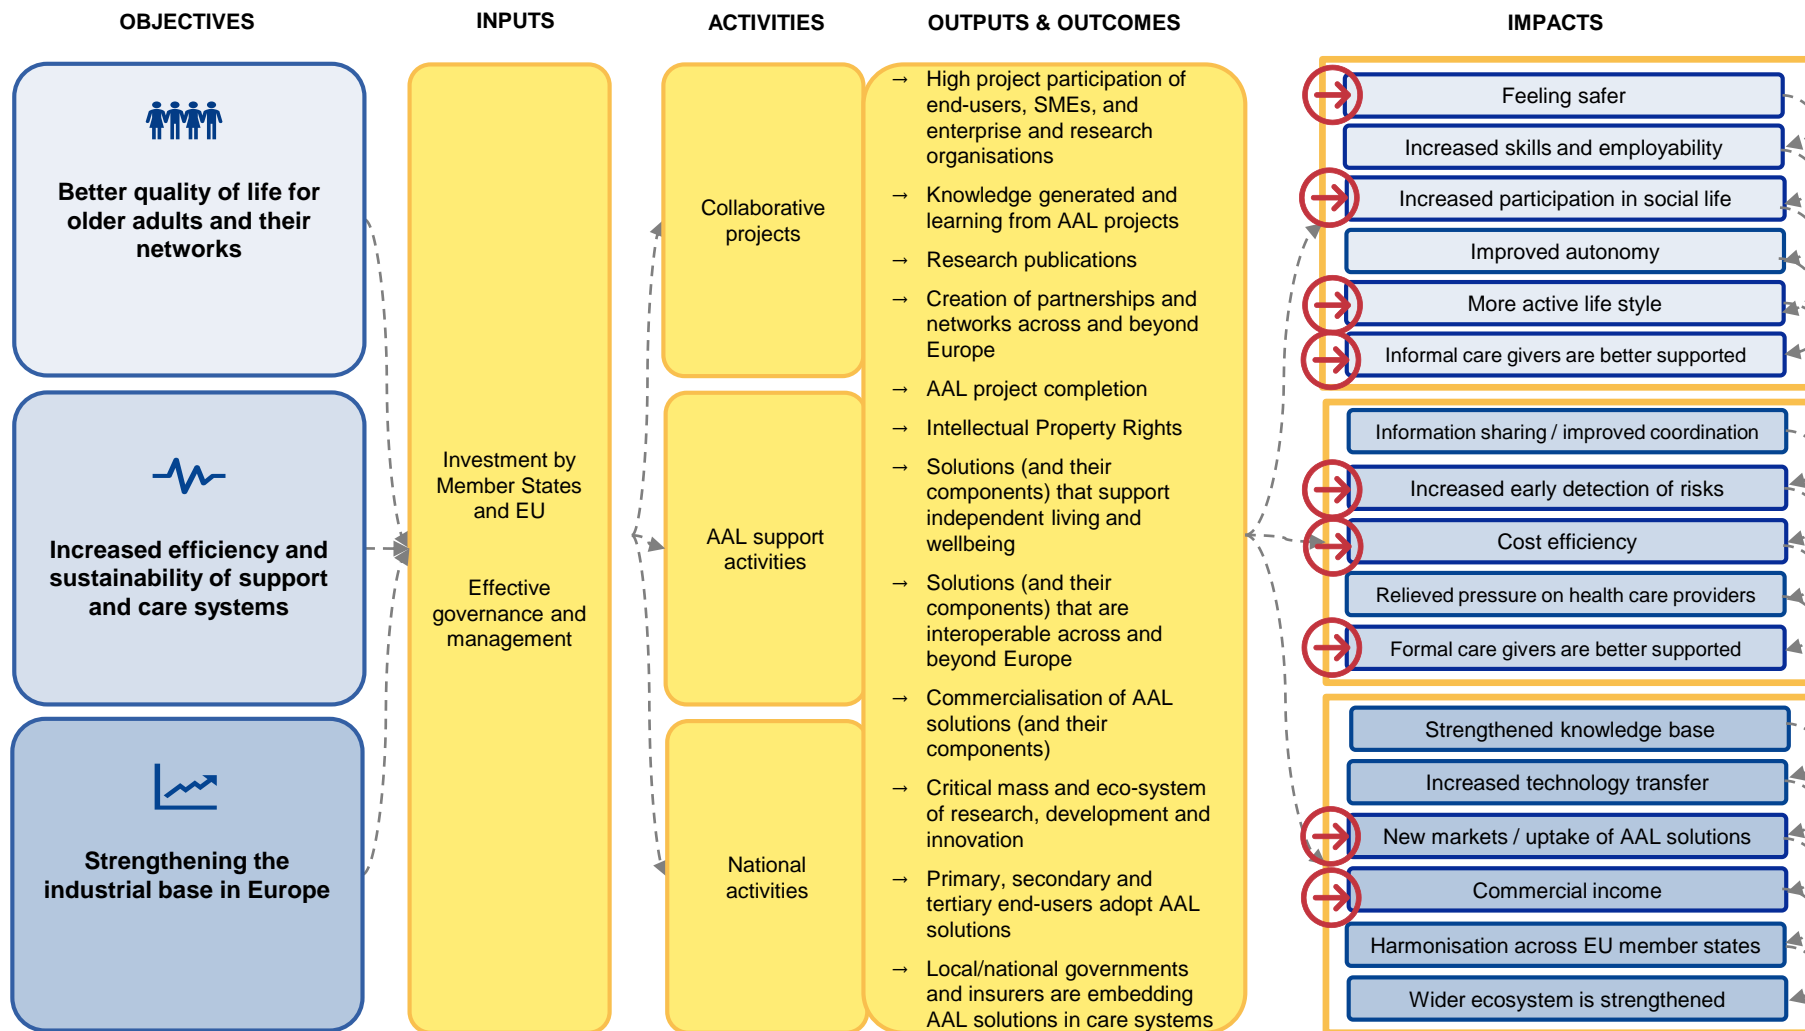 OBJECTIVES
INPUTS
ACTIVITIES
OUTPUTS & OUTCOMES
IMPACTS
Better quality of life for
older adults and their
networks
Increased efficiency and
sustainability of support
and care systems
Strengthening the
industrial base in Europe
Investment by
Member States
and EU
Effective
governance and
management
Collaborative
projects
AAL support
activities
National
activities
→ High project participation of
end-users, SMEs, and
enterprise and research
organisations
→ Knowledge generated and
learning from AAL projects
→ Research publications
→ Creation of partnerships and
networks across and beyond
Europe
→ AAL project completion
→ Intellectual Property Rights
→ Solutions (and their
components) that support
independent living and
wellbeing
→ Solutions (and their
components) that are
interoperable across and
beyond Europe
→ Commercialisation of AAL
solutions (and their
components)
→ Critical mass and eco-system
of research, development and
innovation
→ Primary, secondary and
tertiary end-users adopt AAL
solutions
→ Local/national governments
and insurers are embedding
AAL solutions in care systems
Feeling safer
Increased skills and employability
Increased participation in social life
Improved autonomy
More active life style
Informal care givers are better supported
Information sharing / improved coordination
Increased early detection of risks
Cost efficiency
Relieved pressure on health care providers
Formal care givers are better supported
Strengthened knowledge base
Increased technology transfer
New markets / uptake of AAL solutions
Commercial income
Harmonisation across EU member states
Wider ecosystem is strengthened